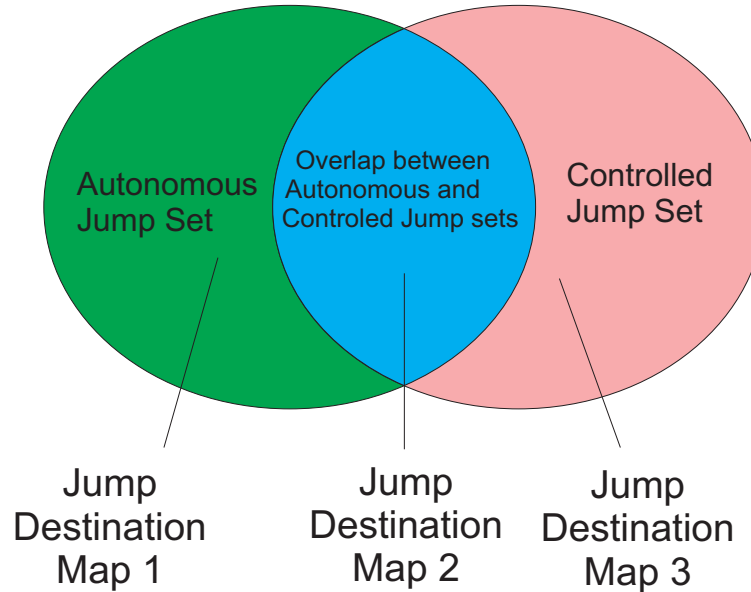 Autonomous
Jump Set
Overlap between
Autonomous and
Controled Jump sets
Controlled
Jump Set
Jump
Destination
Map 1
Jump
Destination
Map 2
Jump
Destination
Map 3